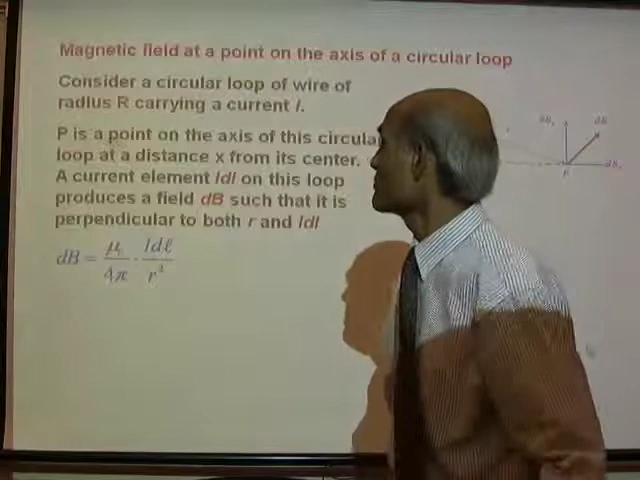 Magnetic field at a point on the axis of a circular loop
Consider a circular loop of wire of
radius R carrying a current I.
P is a point on the axis of this circula
loop at a distance x from its center.
A current element Idl on this loop
produces a field dB such that it is
perpendicular to both r and Idl
dB = μ₀/4π · Idℓ/r²
dB
P